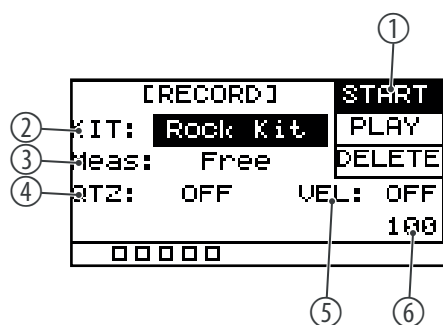 ①
[RECORD] START
② KIT: Rock Kit PLAY
③ Meas: Free DELETE
④ QTZ: OFF VEL: OFF
100
⑤ ⑥